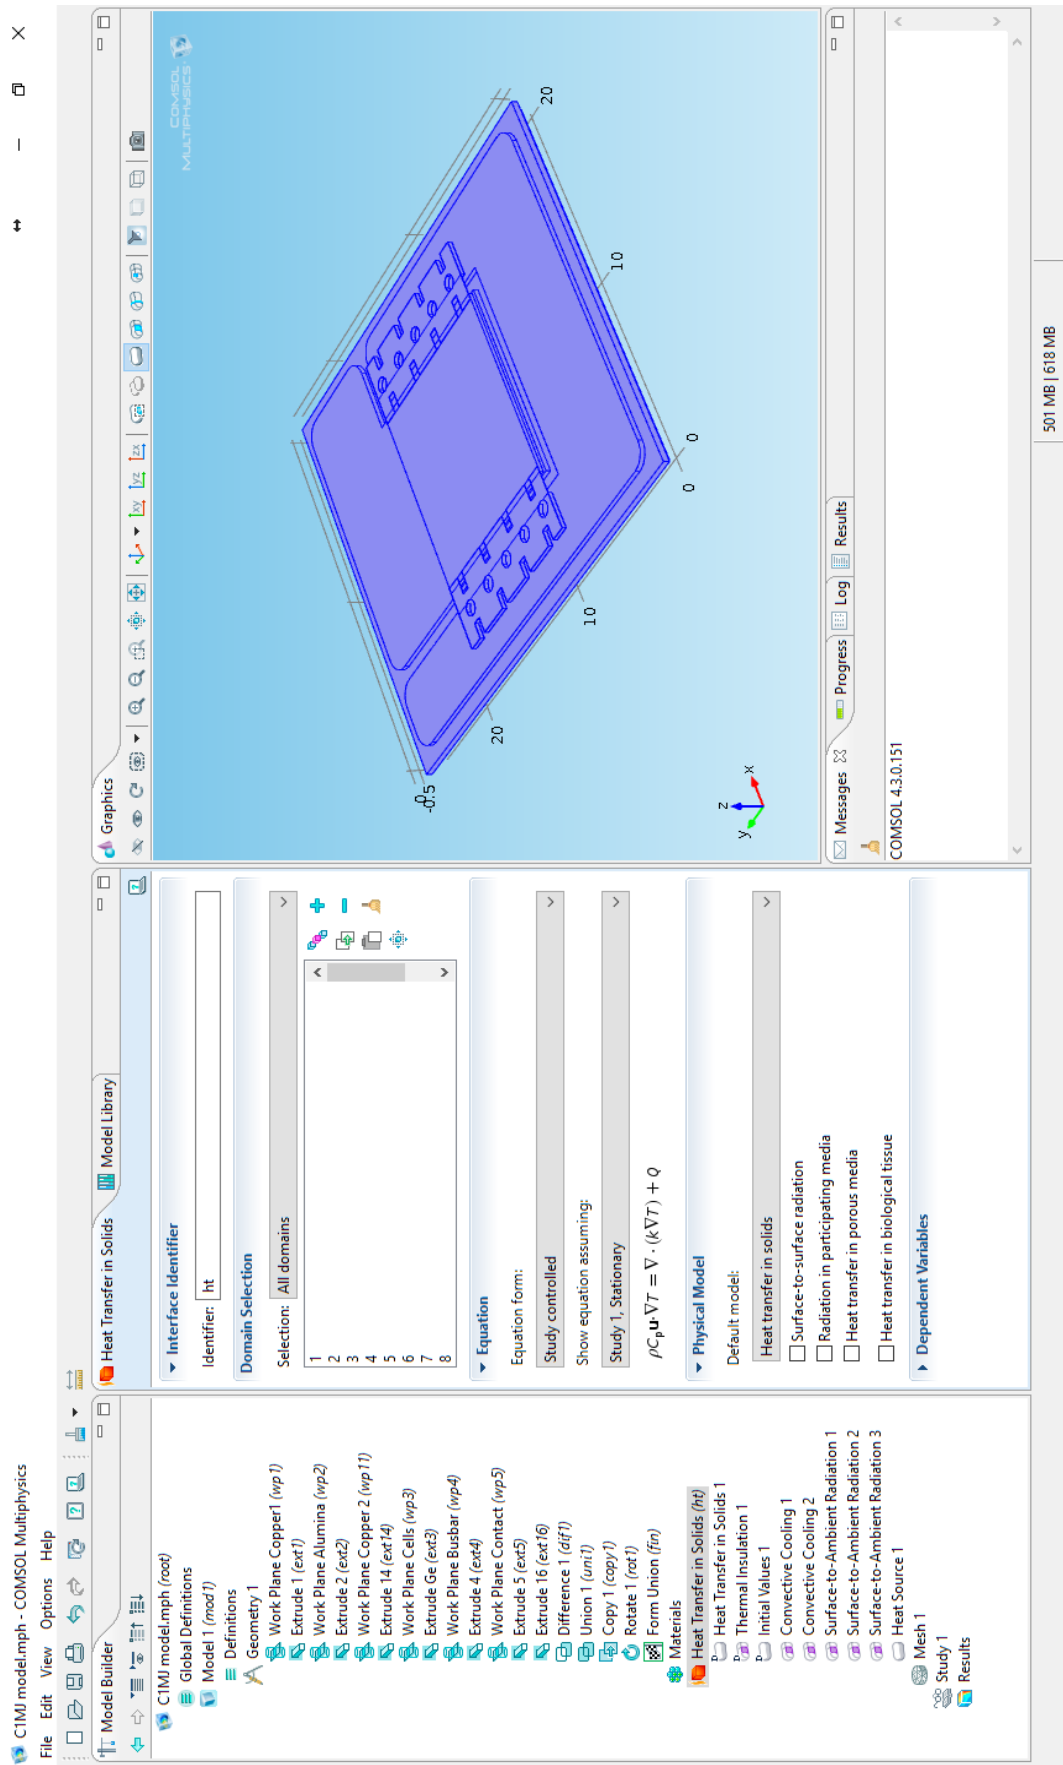 C1MJ model.mph - COMSOL Multiphysics
File Edit View Options Help
Model Builder
C1MJ model.mph (root)
Global Definitions
Model 1 (mod1)
Definitions
Geometry 1
Work Plane Copper1 (wp1)
Extrude 1 (ext1)
Work Plane Alumina (wp2)
Extrude 2 (ext2)
Work Plane Copper 2 (wp11)
Extrude 14 (ext14)
Work Plane Cells (wp3)
Extrude Ge (ext3)
Work Plane Busbar (wp4)
Extrude 4 (ext4)
Work Plane Contact (wp5)
Extrude 5 (ext5)
Extrude 16 (ext16)
Difference 1 (dif1)
Union 1 (uni1)
Copy 1 (copy1)
Rotate 1 (rot1)
Form Union (fin)
Materials
Heat Transfer in Solids (ht)
Heat Transfer in Solids 1
Thermal Insulation 1
Initial Values 1
Convective Cooling 1
Convective Cooling 2
Surface-to-Ambient Radiation 1
Surface-to-Ambient Radiation 2
Surface-to-Ambient Radiation 3
Heat Source 1
Mesh 1
Study 1
Results
Heat Transfer in Solids Model Library
Interface Identifier
Identifier: ht
Domain Selection
Selection: All domains
1
2
3
4
5
6
7
8
Equation
Equation form:
Study controlled
Show equation assuming:
Study 1, Stationary
ρCₚu·∇T = ∇·(k∇T) + Q
Physical Model
Default model:
Heat transfer in solids
Surface-to-surface radiation
Radiation in participating media
Heat transfer in porous media
Heat transfer in biological tissue
Dependent Variables
Graphics
xy yz zx
COMSOL
MULTIPHYSICS
20
10
0
0
10
20
0
-0.5
z
y x
Messages Progress Log Results
COMSOL 4.3.0.151
501 MB | 618 MB